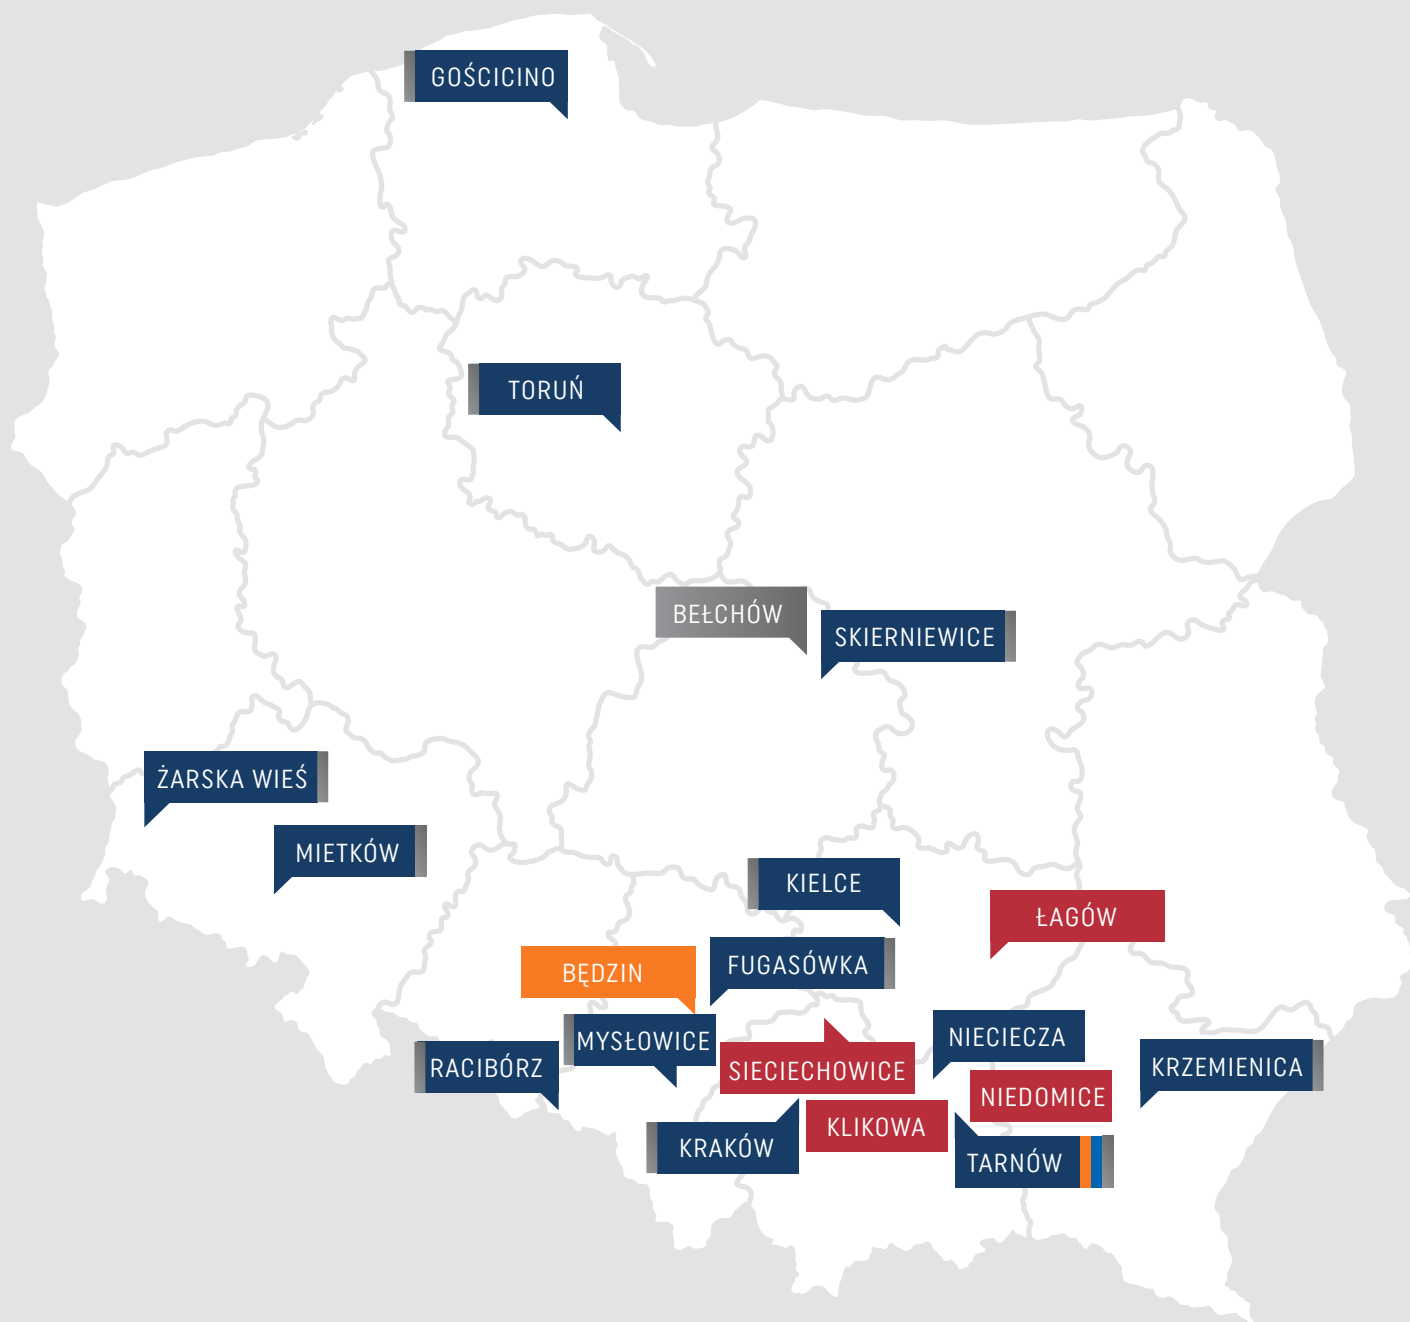 GOŚCICINO
TORUŃ
BEŁCHÓW
SKIERNIEWICE
ŻARSKA WIEŚ
MIETKÓW
KIELCE
ŁAGÓW
FUGASÓWKA
BĘDZIN
NIECIECZA
MYSŁOWICE
KRZEMIENICA
RACIBÓRZ
SIECIECHOWICE
NIEDOMICE
KLIKOWA
KRAKÓW
TARNÓW